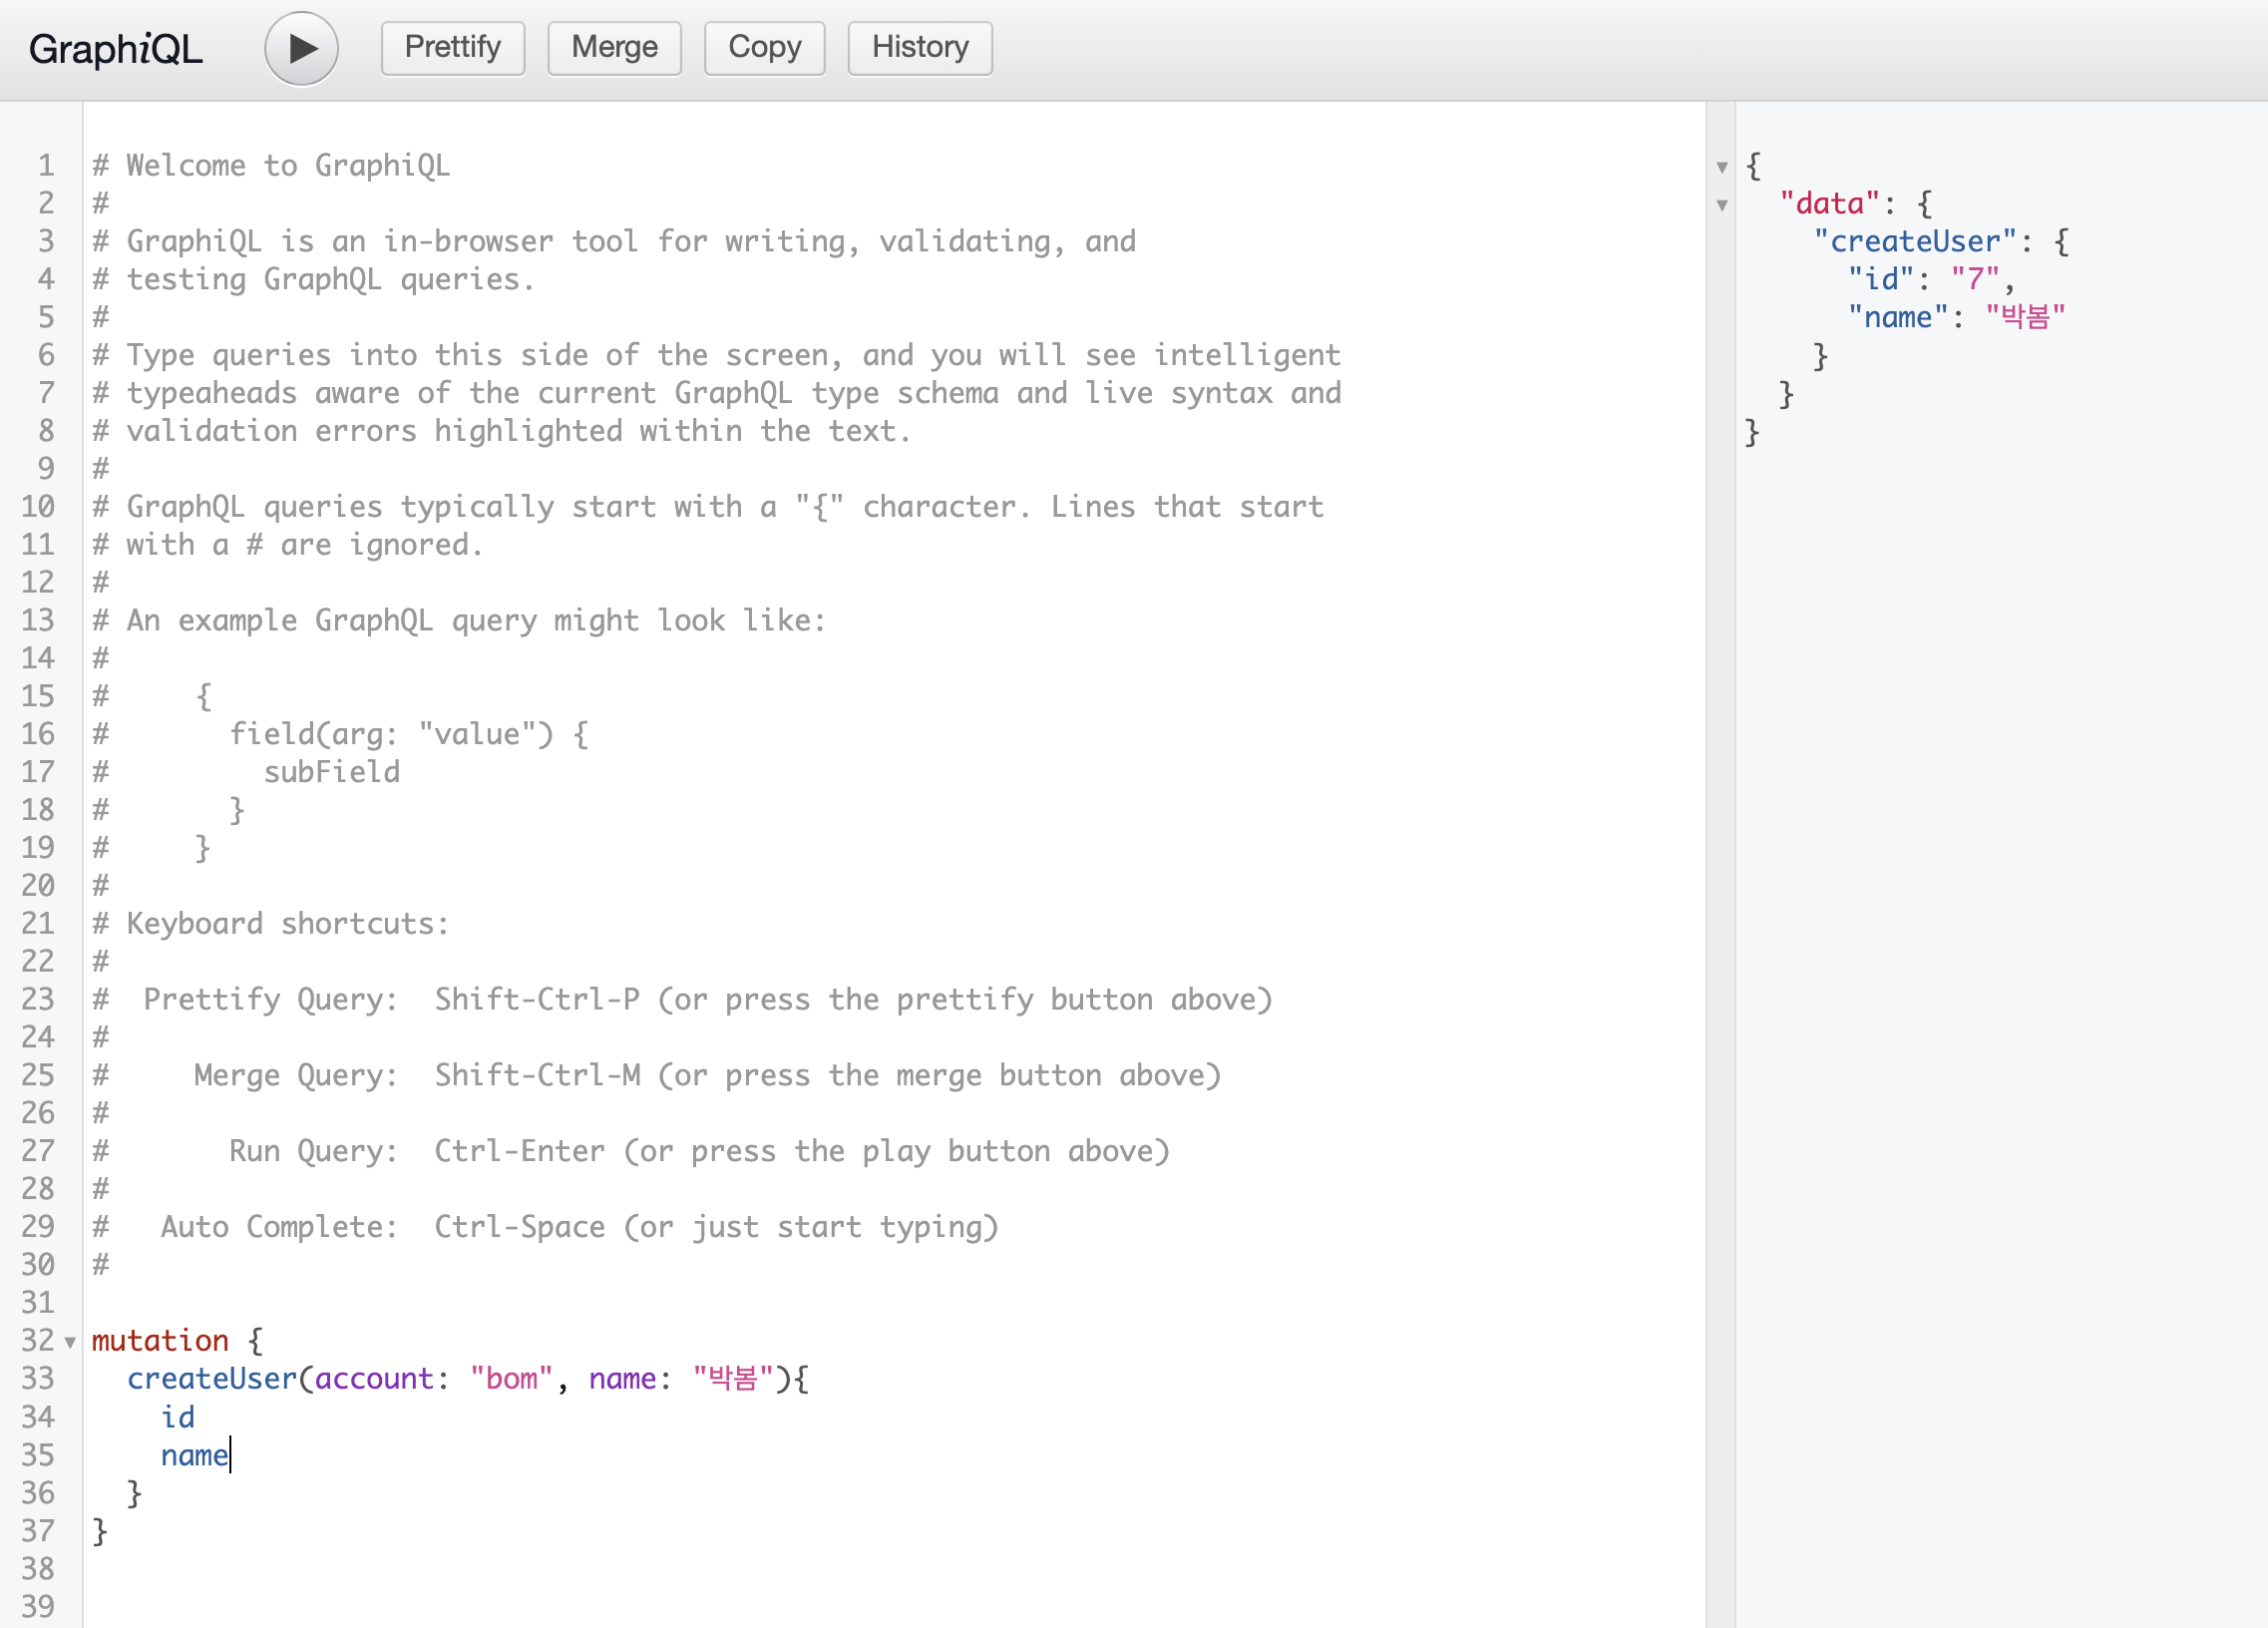 GraphiQL Prettify Merge Copy History
1 # Welcome to GraphiQL
2 #
3 # GraphiQL is an in-browser tool for writing, validating, and
4 # testing GraphQL queries.
5 #
6 # Type queries into this side of the screen, and you will see intelligent
7 # typeaheads aware of the current GraphQL type schema and live syntax and
8 # validation errors highlighted within the text.
9 #
10 # GraphQL queries typically start with a "{" character. Lines that start
11 # with a # are ignored.
12 #
13 # An example GraphQL query might look like:
14 #
15 #     {
16 #       field(arg: "value") {
17 #         subField
18 #       }
19 #     }
20 #
21 # Keyboard shortcuts:
22 #
23 #  Prettify Query:  Shift-Ctrl-P (or press the prettify button above)
24 #
25 #     Merge Query:  Shift-Ctrl-M (or press the merge button above)
26 #
27 #       Run Query:  Ctrl-Enter (or press the play button above)
28 #
29 #   Auto Complete:  Ctrl-Space (or just start typing)
30 #
31
32 mutation {
33   createUser(account: "bom", name: "박봄"){
34     id
35     name
36   }
37 }
38
39
{
  "data": {
    "createUser": {
      "id": "7",
      "name": "박봄"
    }
  }
}